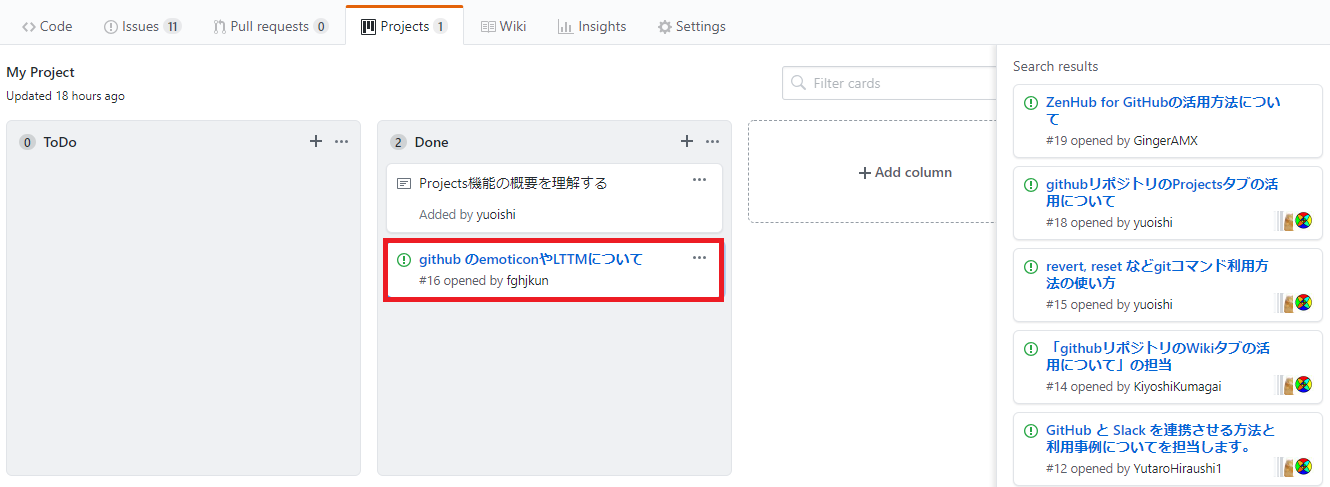 Code Issues 11 Pull requests 0 Projects 1 Wiki Insights Settings
My Project
Updated 18 hours ago
Filter cards
0 ToDo
2 Done
Projects機能の概要を理解する
Added by yuoishi
github のemoticonやLTTMについて
#16 opened by fghjkun
Add column
Search results
ZenHub for GitHubの活用方法につい
て
#19 opened by GingerAMX
githubリポジトリのProjectsタブの活
用について
#18 opened by yuoishi
revert, reset などgitコマンド利用方
法の使い方
#15 opened by yuoishi
「githubリポジトリのWikiタブの活
用について」の担当
#14 opened by KiyoshiKumagai
GitHub と Slack を連携させる方法と
利用事例についてを担当します。
#12 opened by YutaroHiraushi1